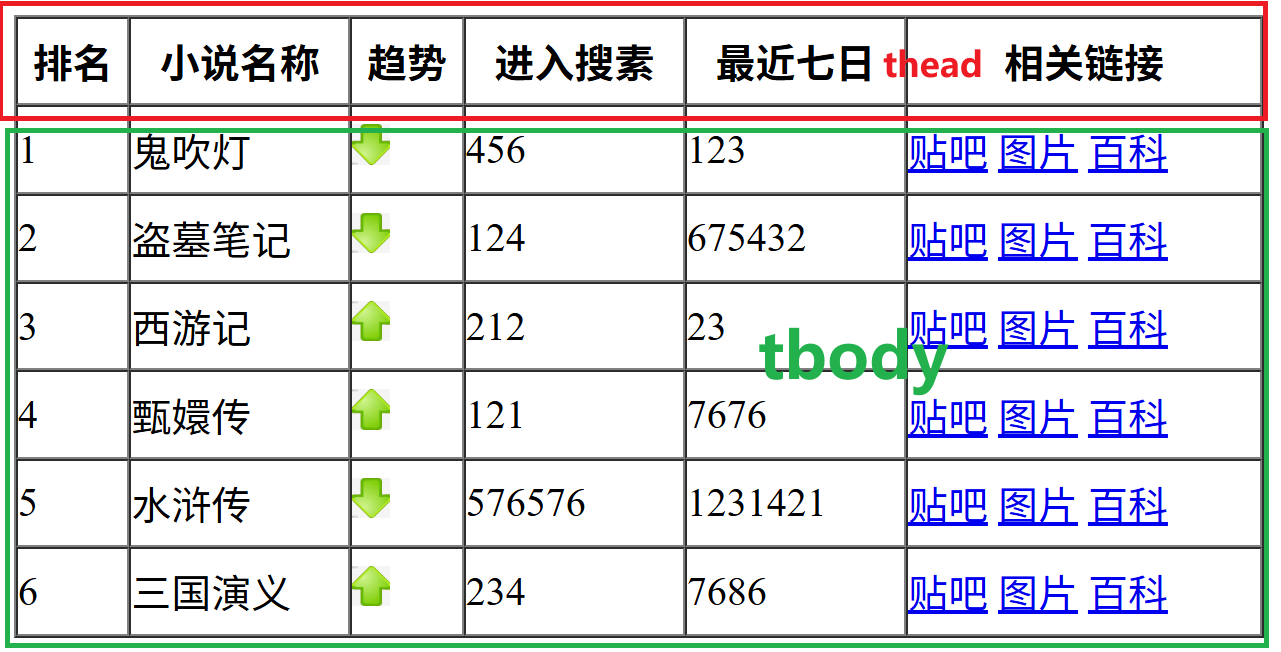 排名 小说名称 趋势 进入搜素 最近七日 thead 相关链接
1 鬼吹灯 456 123 贴吧 图片 百科
2 盗墓笔记 124 675432 贴吧 图片 百科
3 西游记 212 23 贴吧 图片 百科
tbody
4 甄嬛传 121 7676 贴吧 图片 百科
5 水浒传 576576 1231421 贴吧 图片 百科
6 三国演义 234 7686 贴吧 图片 百科